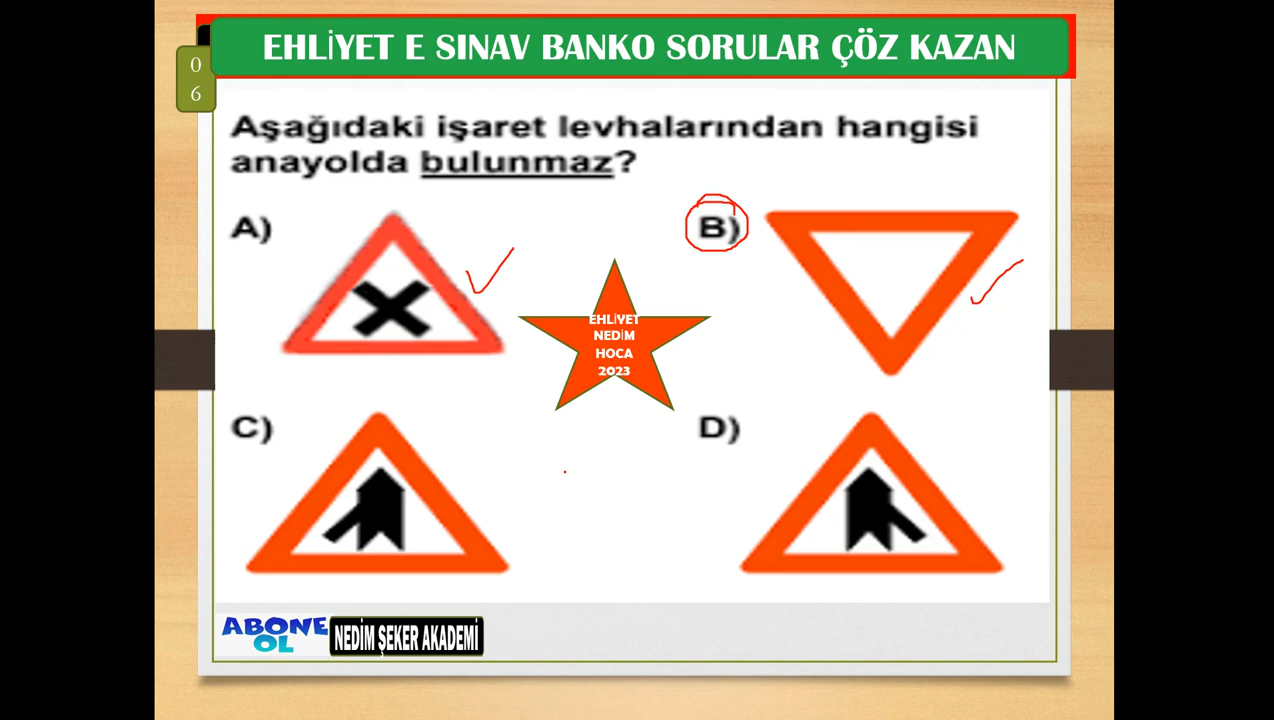 EHLİYET E SINAV BANKO SORULAR ÇÖZ KAZAN
0
6
Aşağıdaki işaret levhalarından hangisi
anayolda bulunmaz?
A)
B)
EHLİYET
NEDİM
HOCA
2023
C)
D)
ABONE
OL
NEDİM ŞEKER AKADEMİ